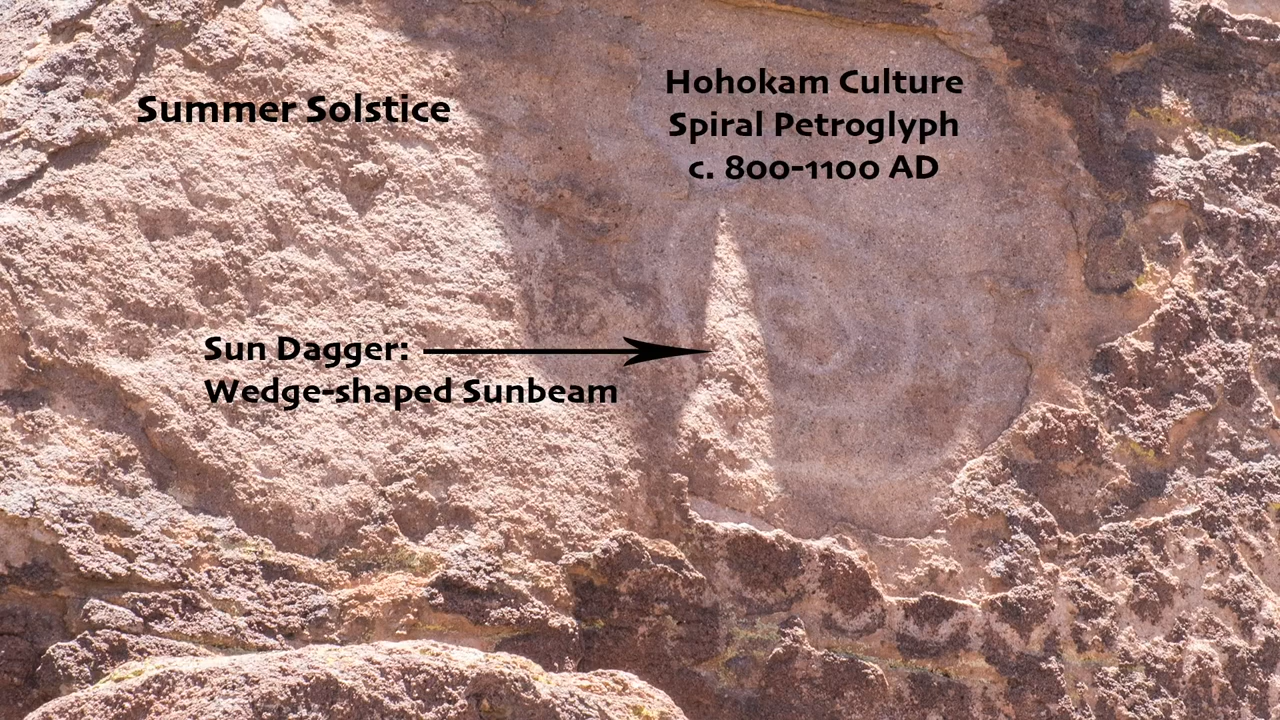 Summer Solstice
Hohokam Culture
Spiral Petroglyph
c. 800-1100 AD
Sun Dagger:
Wedge-shaped Sunbeam